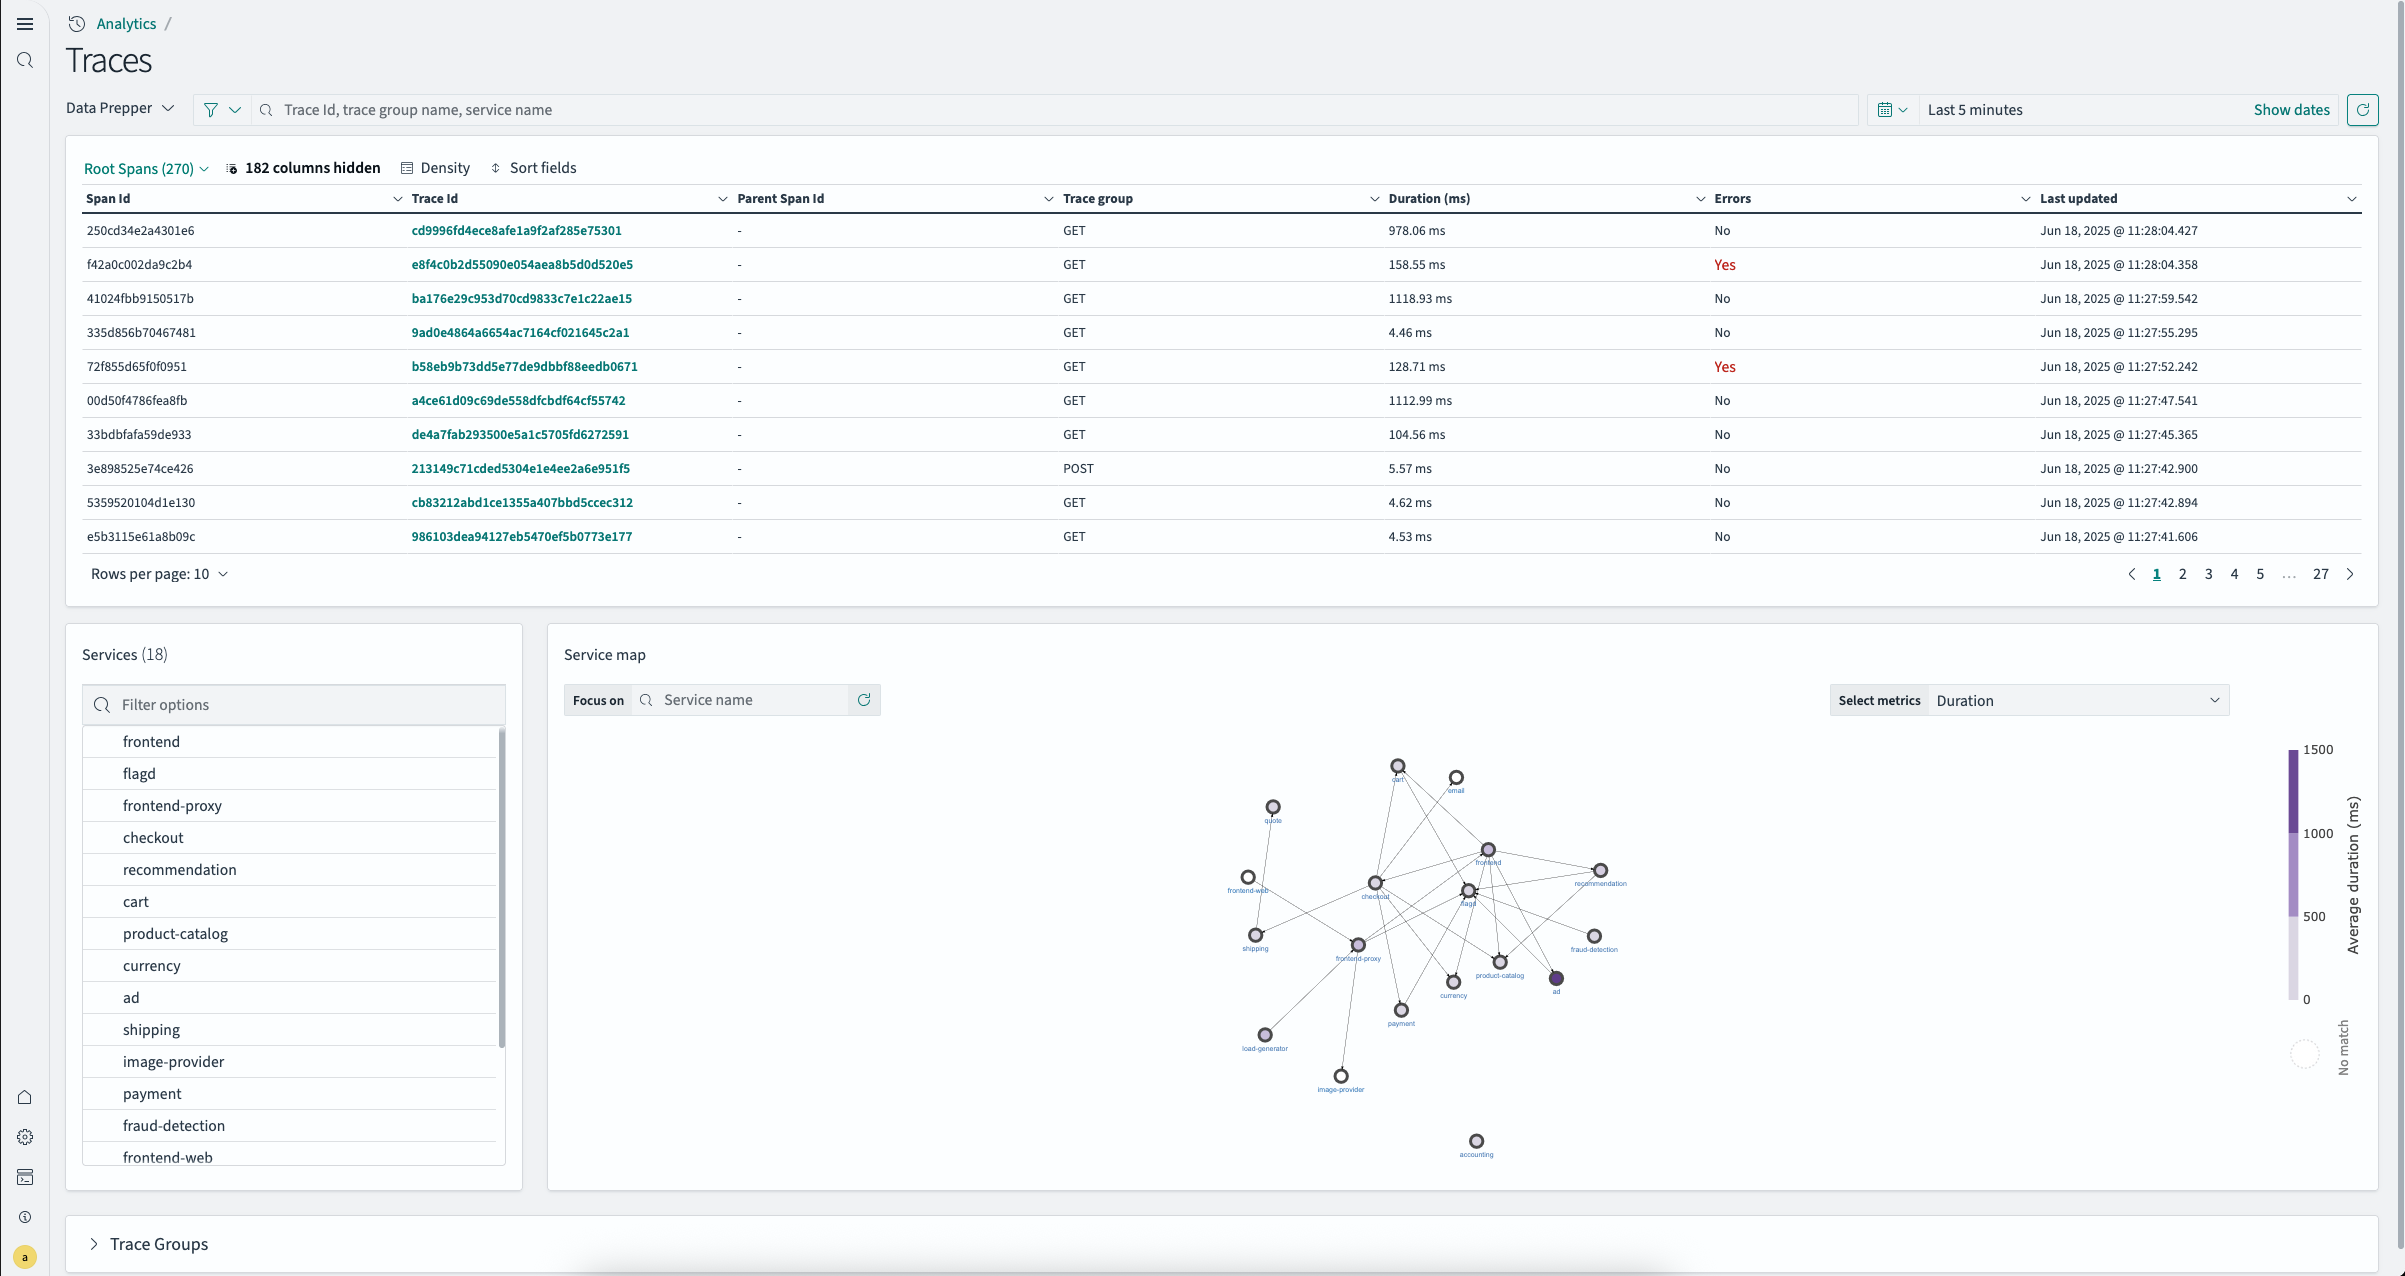 Analytics /
Traces
Data Prepper
Trace Id, trace group name, service name
Last 5 minutes
Show dates
Root Spans (270)
182 columns hidden
Density
Sort fields
Span Id Trace Id Parent Span Id Trace group Duration (ms) Errors Last updated
250cd34e2a4301e6 cd9996fd4ece8afe1a9f2af285e75301 - GET 978.06 ms No Jun 18, 2025 @ 11:28:04.427
f42a0c002da9c2b4 e8f4c0b2d55090e054aea8b5d0d520e5 - GET 158.55 ms Yes Jun 18, 2025 @ 11:28:04.358
41024fbb9150517b ba176e29c953d70cd9833c7e1c22ae15 - GET 1118.93 ms No Jun 18, 2025 @ 11:27:59.542
335d856b70467481 9ad0e4864a6654ac7164cf021645c2a1 - GET 4.46 ms No Jun 18, 2025 @ 11:27:55.295
72f855d65f0f0951 b58eb9b73dd5e77de9dbbf88eedb0671 - GET 128.71 ms Yes Jun 18, 2025 @ 11:27:52.242
00d50f4786fea8fb a4ce61d09c69de558dfcbdf64cf55742 - GET 1112.99 ms No Jun 18, 2025 @ 11:27:47.541
33bdbfafa59de933 de4a7fab293500e5a1c5705fd6272591 - GET 104.56 ms No Jun 18, 2025 @ 11:27:45.365
3e898525e74ce426 213149c71cded5304e1e4ee2a6e951f5 - POST 5.57 ms No Jun 18, 2025 @ 11:27:42.900
5359520104d1e130 cb83212abd1ce1355a407bbd5ccec312 - GET 4.62 ms No Jun 18, 2025 @ 11:27:42.894
e5b3115e61a8b09c 986103dea94127eb5470ef5b0773e177 - GET 4.53 ms No Jun 18, 2025 @ 11:27:41.606
Rows per page: 10
1 2 3 4 5 ... 27
Services (18)
Filter options
frontend
flagd
frontend-proxy
checkout
recommendation
cart
product-catalog
currency
ad
shipping
image-provider
payment
fraud-detection
frontend-web
Service map
Focus on
Service name
Select metrics
Duration
cart
email
quote
frontend
recommendation
frontend-web
checkout
flagd
shipping
fraud-detection
frontend-proxy
product-catalog
currency
ad
payment
load-generator
image-provider
accounting
1500
1000
500
0
Average duration (ms)
No match
Trace Groups
a